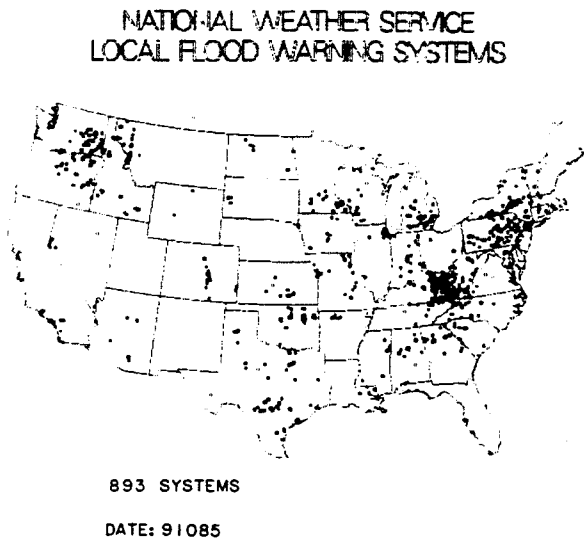 NATIONAL WEATHER SERVICE
LOCAL FLOOD WARNING SYSTEMS
893 SYSTEMS
DATE: 91085